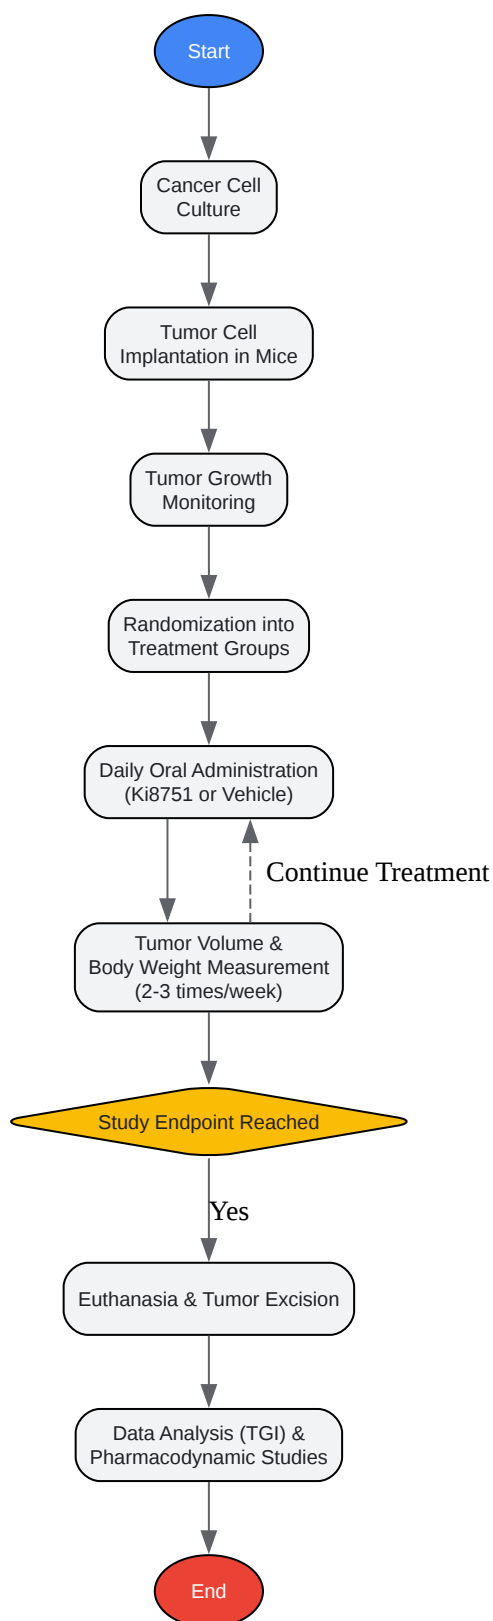 Start
Cancer Cell
Culture
Tumor Cell
Implantation in Mice
Tumor Growth
Monitoring
Randomization into
Treatment Groups
Daily Oral Administration
(Ki8751 or Vehicle)
Continue Treatment
Tumor Volume &
Body Weight Measurement
(2-3 times/week)
Study Endpoint Reached
Yes
Euthanasia & Tumor Excision
Data Analysis (TGI) &
Pharmacodynamic Studies
End